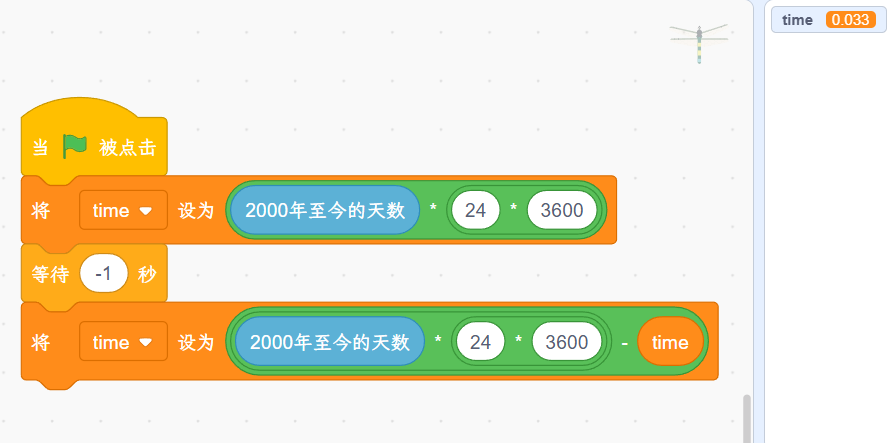 time 0.033
当 被点击
将 time 设为 2000年至今的天数 * 24 * 3600
等待 -1 秒
将 time 设为 2000年至今的天数 * 24 * 3600 - time